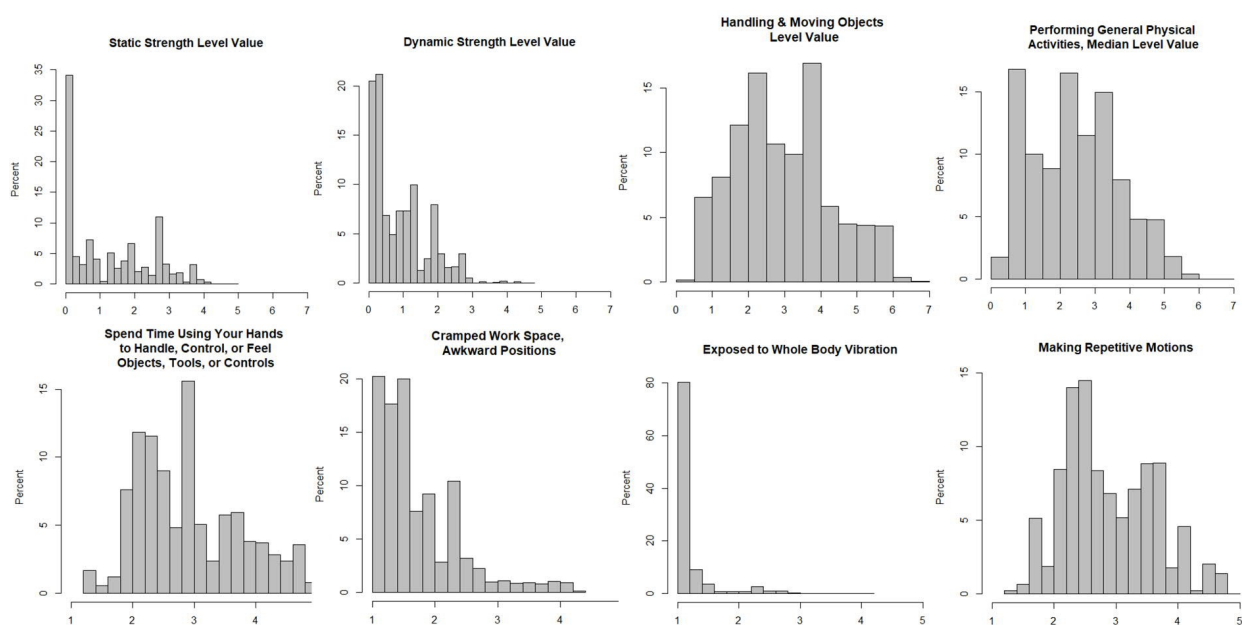 Static Strength Level Value
Percent
35
30
25
20
15
10
5
0
0 1 2 3 4 5 6 7
Dynamic Strength Level Value
Percent
20
15
10
5
0
0 1 2 3 4 5 6 7
Handling & Moving Objects
Level Value
Percent
15
10
5
0
0 1 2 3 4 5 6 7
Performing General Physical
Activities, Median Level Value
Percent
15
10
5
0
0 1 2 3 4 5 6 7
Spend Time Using Your Hands
to Handle, Control, or Feel
Objects, Tools, or Controls
Percent
15
10
5
0
1 2 3 4
Cramped Work Space,
Awkward Positions
Percent
20
15
10
5
0
1 2 3 4
Exposed to Whole Body Vibration
Percent
80
60
40
20
0
1 2 3 4 5
Making Repetitive Motions
Percent
15
10
5
0
1 2 3 4 5